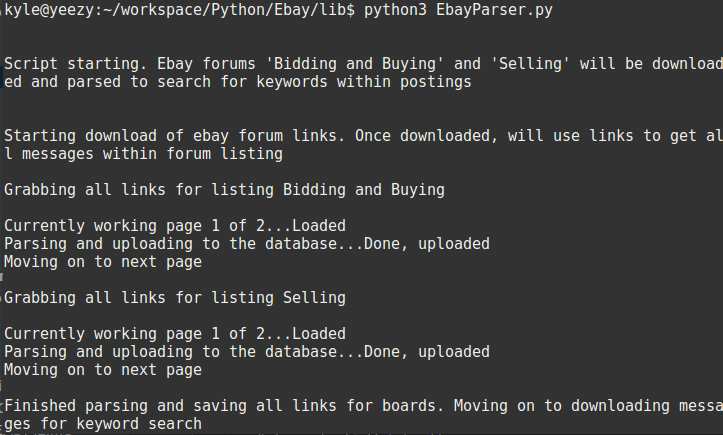 kyle@yeezy:~/workspace/Python/Ebay/lib$ python3 EbayParser.py
Script starting. Ebay forums 'Bidding and Buying' and 'Selling' will be download
ed and parsed to search for keywords within postings
Starting download of ebay forum links. Once downloaded, will use links to get al
l messages within forum listing
Grabbing all links for listing Bidding and Buying
Currently working page 1 of 2...Loaded
Parsing and uploading to the database...Done, uploaded
Moving on to next page
Grabbing all links for listing Selling
Currently working page 1 of 2...Loaded
Parsing and uploading to the database...Done, uploaded
Moving on to next page
Finished parsing and saving all links for boards. Moving on to downloading messa
ges for keyword search